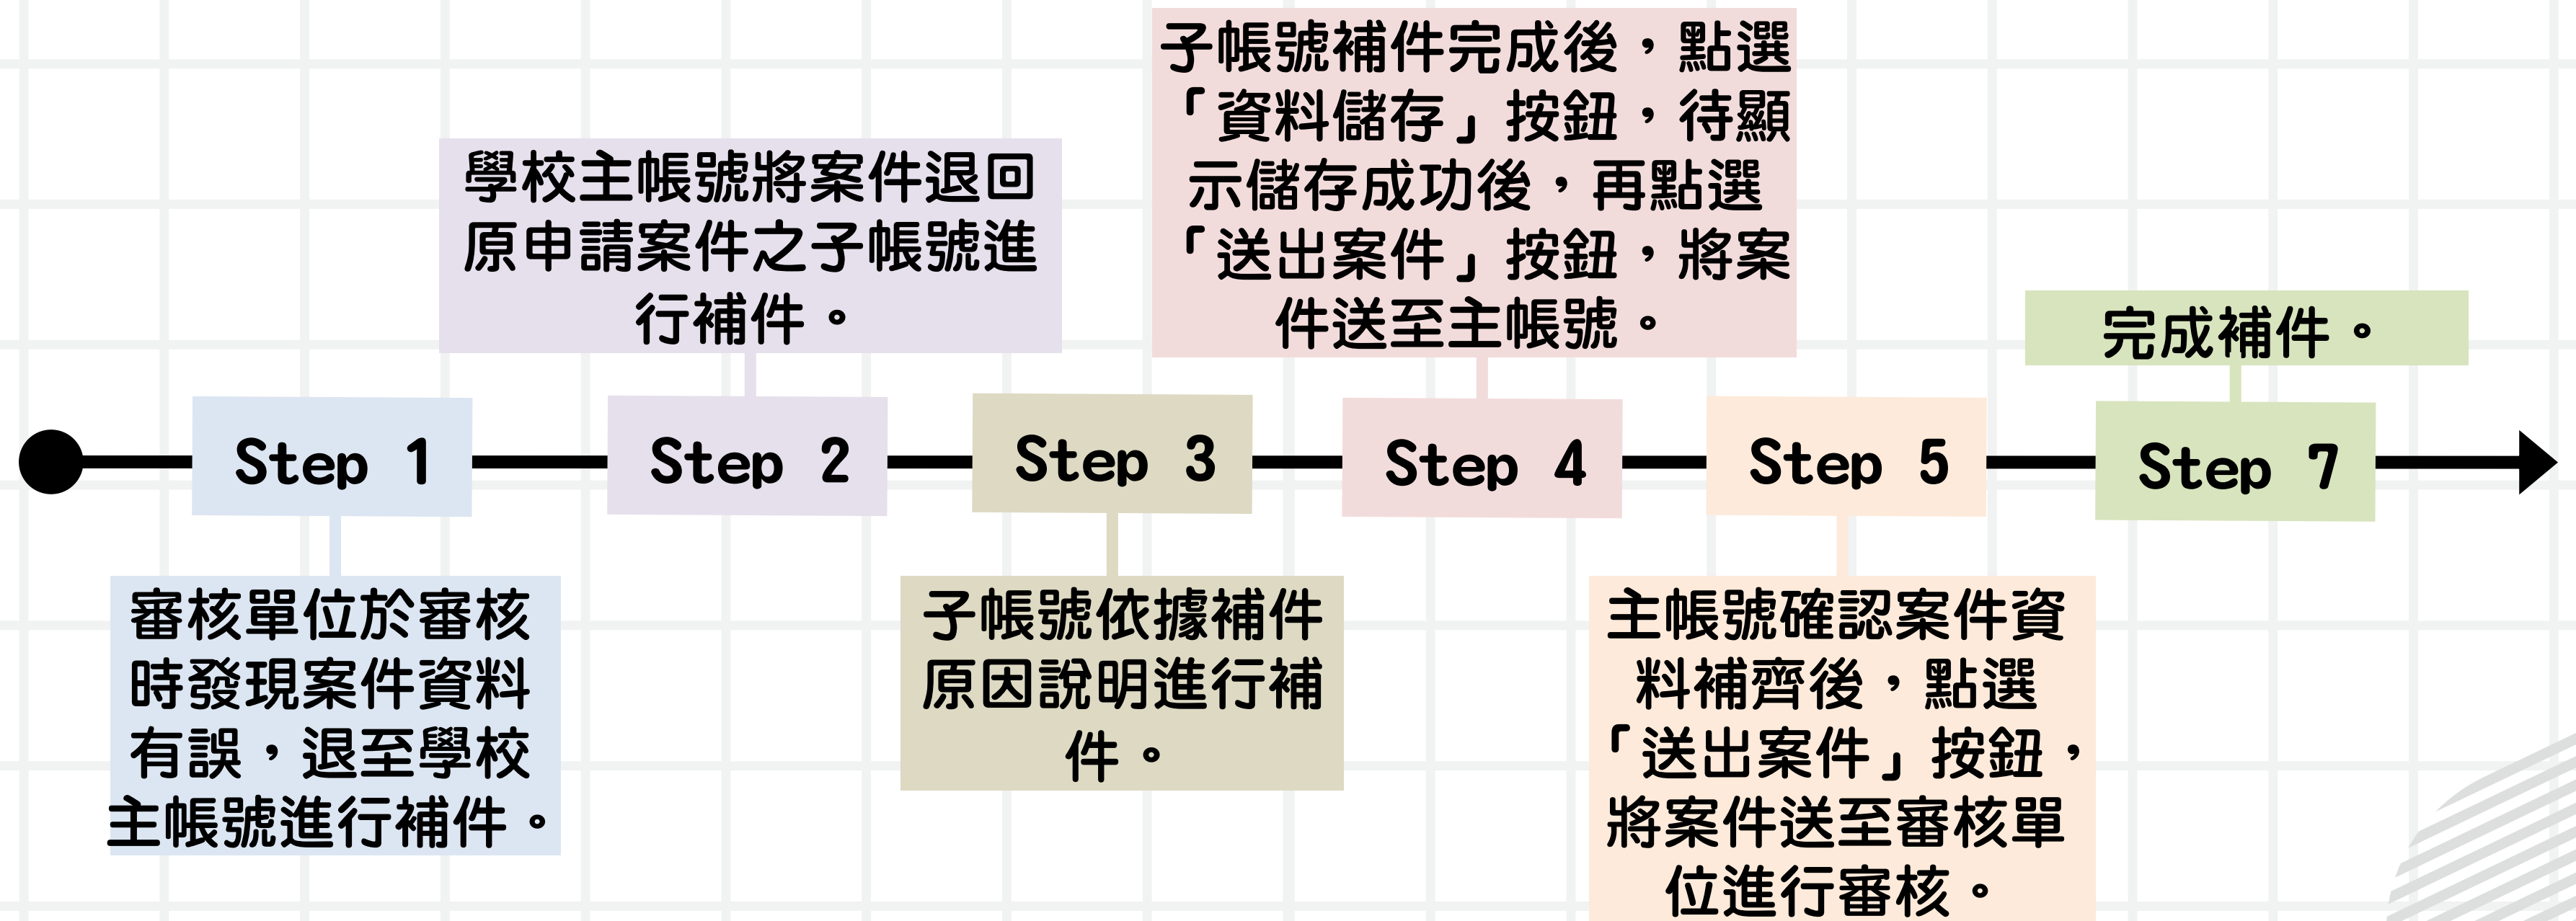 子帳號補件完成後，點選
「資料儲存」按鈕，待顯
示儲存成功後，再點選
「送出案件」按鈕，將案
件送至主帳號。
學校主帳號將案件退回
原申請案件之子帳號進
行補件。
完成補件。
Step 1
Step 2
Step 3
Step 4
Step 5
Step 7
審核單位於審核
時發現案件資料
有誤，退至學校
主帳號進行補件。
子帳號依據補件
原因說明進行補
件。
主帳號確認案件資
料補齊後，點選
「送出案件」按鈕，
將案件送至審核單
位進行審核。